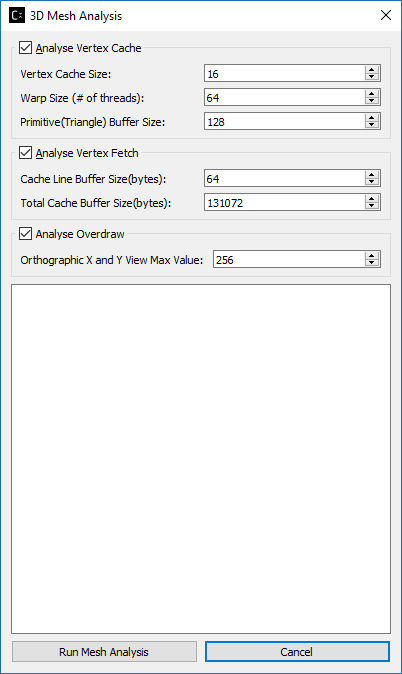 3D Mesh Analysis
Analyse Vertex Cache
Vertex Cache Size: 16
Warp Size (# of threads): 64
Primitive(Triangle) Buffer Size: 128
Analyse Vertex Fetch
Cache Line Buffer Size(bytes): 64
Total Cache Buffer Size(bytes): 131072
Analyse Overdraw
Orthographic X and Y View Max Value: 256
Run Mesh Analysis Cancel